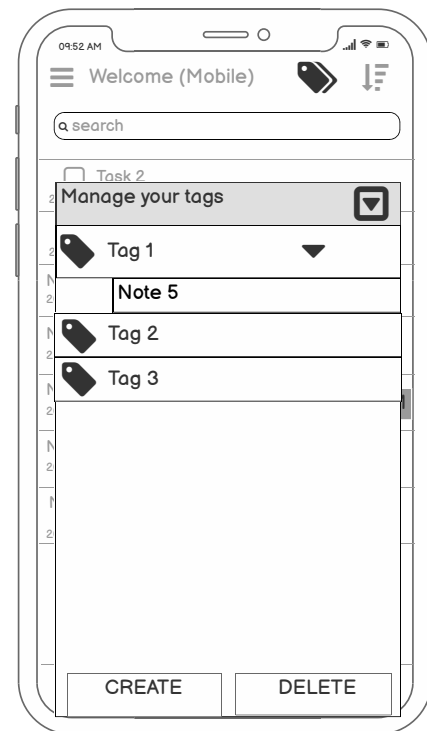 09:52 AM
Welcome (Mobile)
search
Task 2
Manage your tags
Tag 1
Note 5
Tag 2
Tag 3
CREATE
DELETE